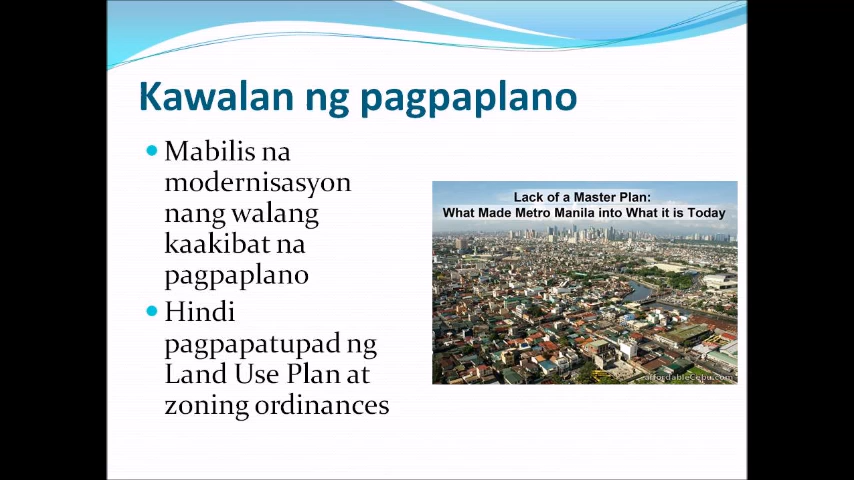 Kawalan ng pagpaplano
Mabilis na
modernisasyon
nang walang
kaakibat na
pagpaplano
Hindi
pagpapatupad ng
Land Use Plan at
zoning ordinances
Lack of a Master Plan:
What Made Metro Manila into What it is Today
eaffordableCebu.com